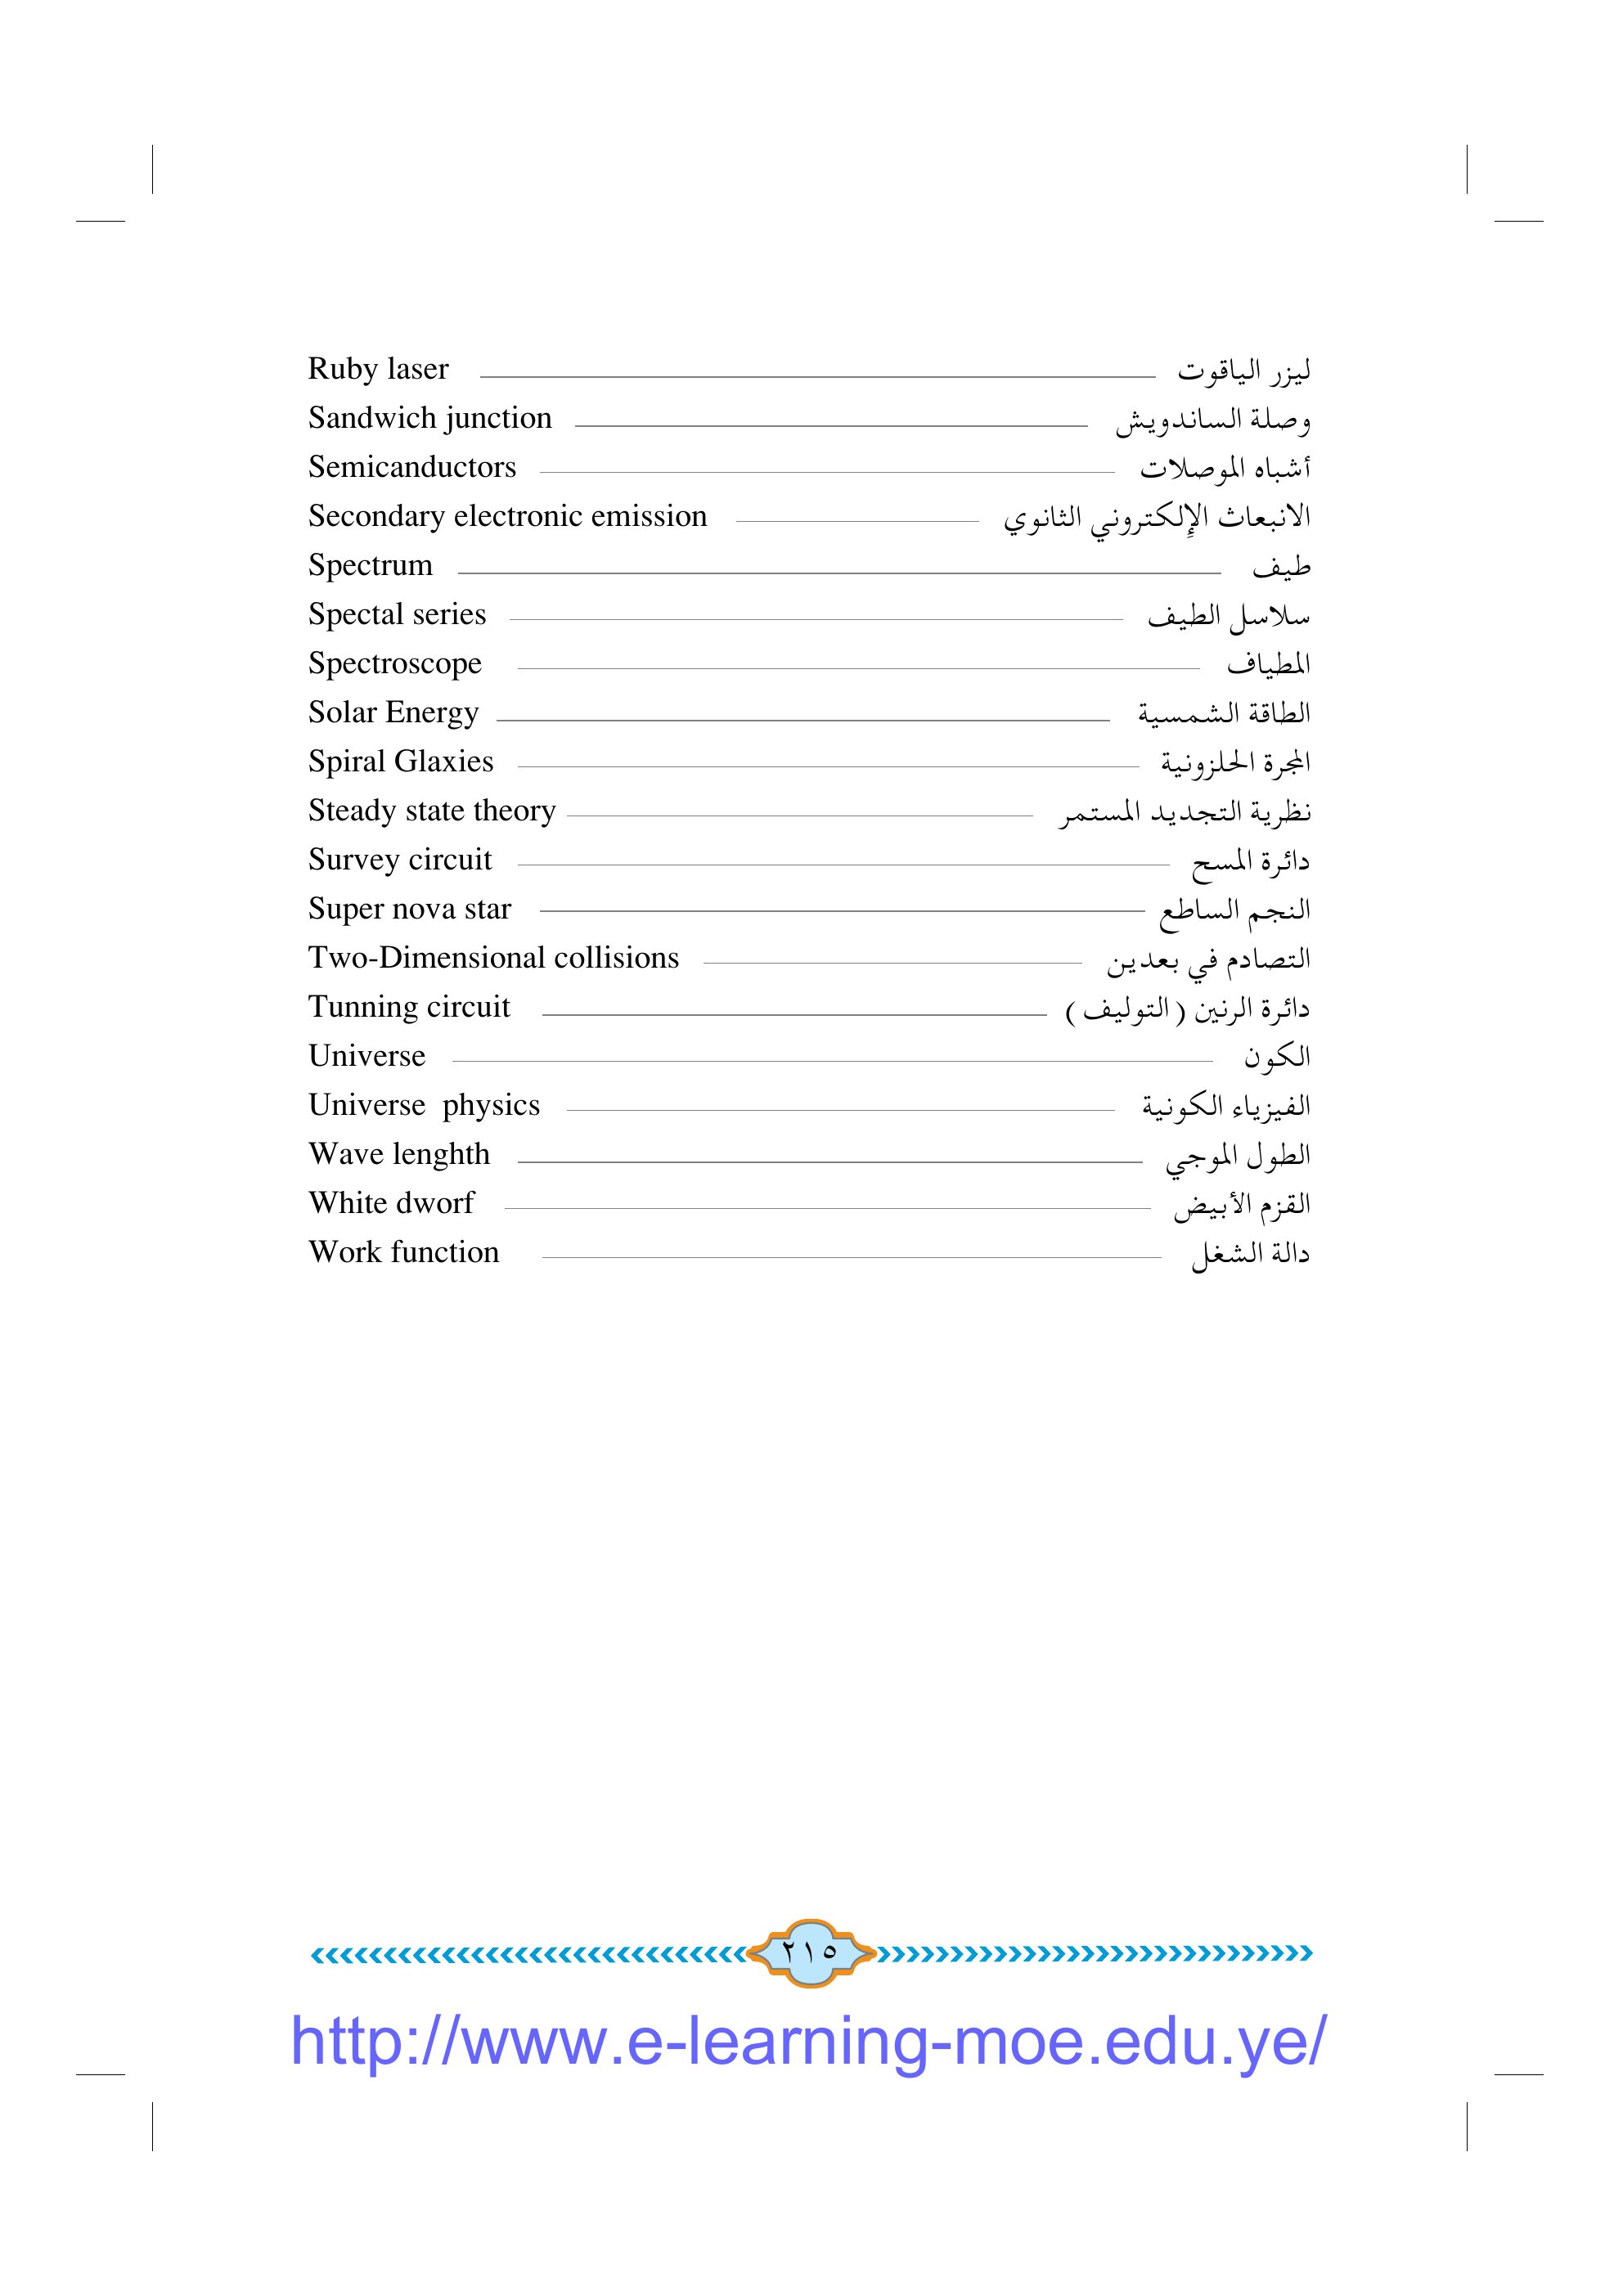 Ruby laser ليزر الياقوت
Sandwich junction وصلة الساندويش
Semicanductors أشباه الموصلات
Secondary electronic emission الانبعاث الإلكتروني الثانوي
Spectrum طيف
Spectal series سلاسل الطيف
Spectroscope المطياف
Solar Energy الطاقة الشمسية
Spiral Glaxies المجرة الحلزونية
Steady state theory نظرية التجديد المستمر
Survey circuit دائرة المسح
Super nova star النجم الساطع
Two-Dimensional collisions التصادم في بعدين
Tunning circuit دائرة الرنين ( التوليف )
Universe الكون
Universe physics الفيزياء الكونية
Wave lenghth الطول الموجي
White dworf القزم الأبيض
Work function دالة الشغل
٢١٥
http://www.e-learning-moe.edu.ye/